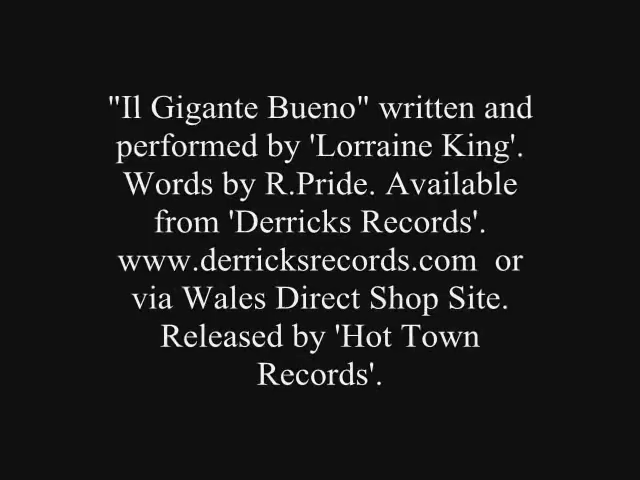 "Il Gigante Bueno" written and
performed by 'Lorraine King'.
Words by R.Pride. Available
from 'Derricks Records'.
www.derricksrecords.com  or
via Wales Direct Shop Site.
Released by 'Hot Town
Records'.